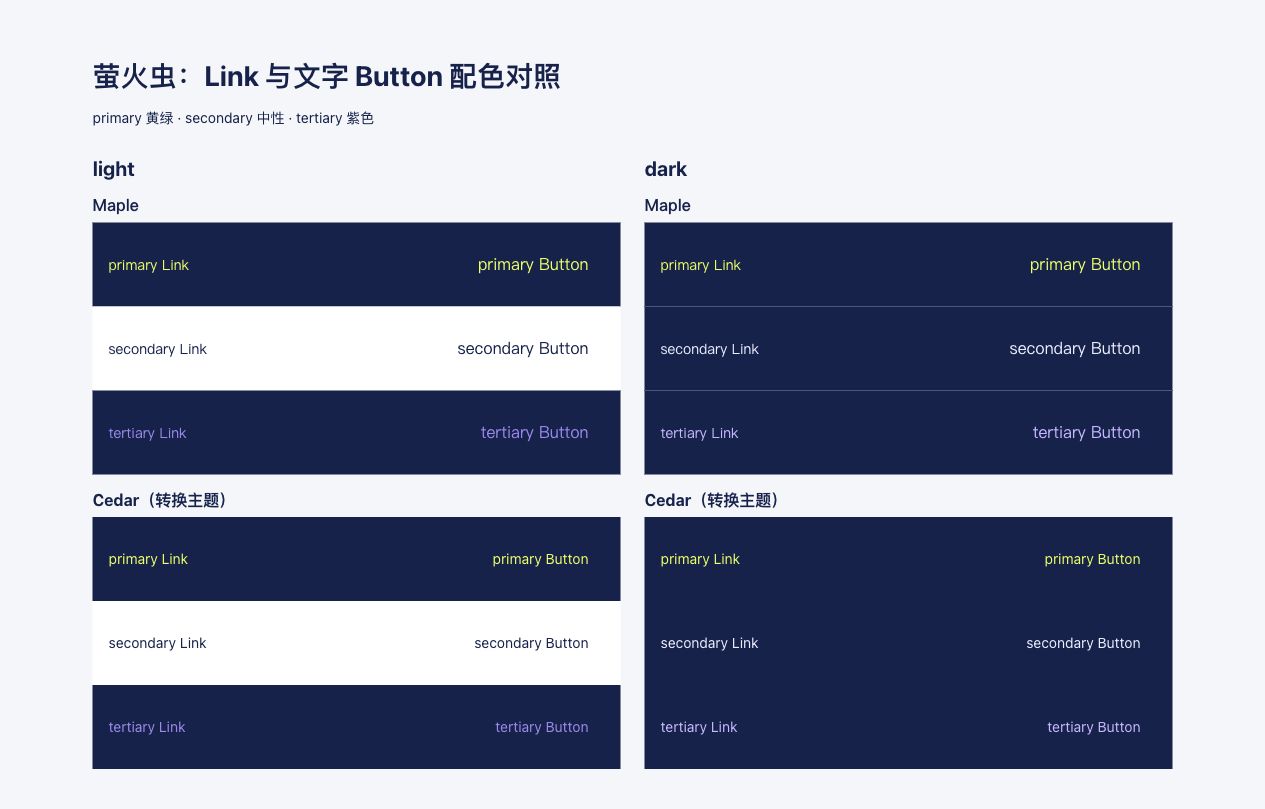 萤火虫：Link 与文字 Button 配色对照
primary 黄绿 · secondary 中性 · tertiary 紫色
light
Maple
primary Link primary Button
secondary Link secondary Button
tertiary Link tertiary Button
Cedar（转换主题）
primary Link primary Button
secondary Link secondary Button
tertiary Link tertiary Button
dark
Maple
primary Link primary Button
secondary Link secondary Button
tertiary Link tertiary Button
Cedar（转换主题）
primary Link primary Button
secondary Link secondary Button
tertiary Link tertiary Button